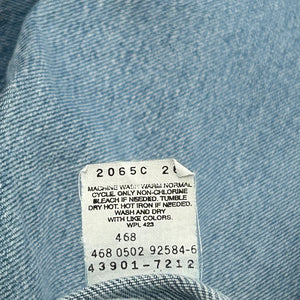 2065C
MACHINE WASH WARM NORMAL
CYCLE. ONLY NON-CHLORINE
BLEACH IF NEEDED. TUMBLE
DRY HOT. HOT IRON IF NEEDED.
WASH AND DRY
WITH LIKE COLORS.
WPL 423
468
468 0502 92584-6
43901-7212